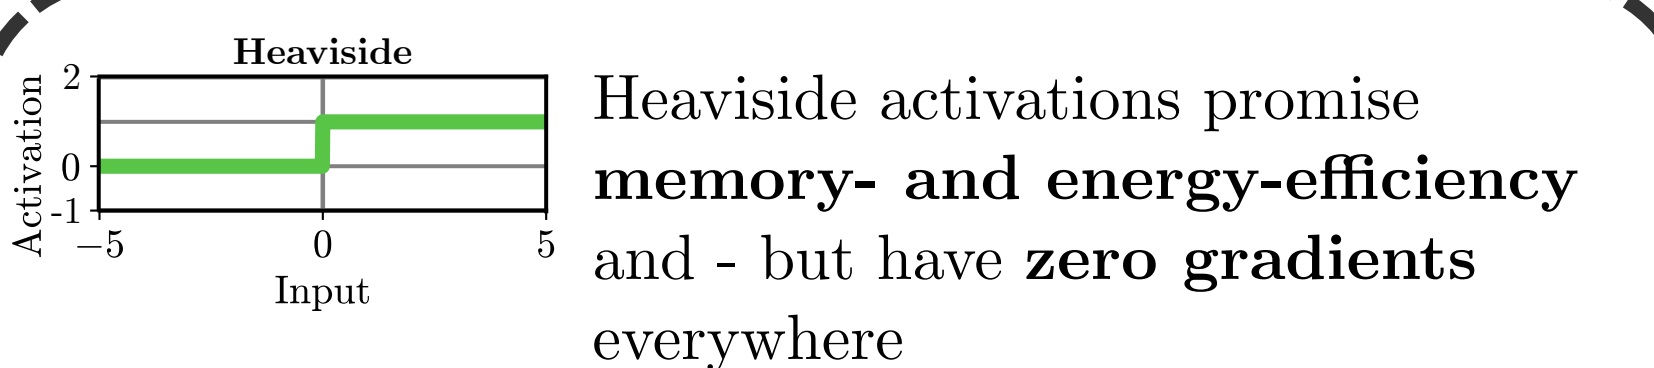 Heaviside
Activation
2
0
-1
−5
0
5
Input
Heaviside activations promise
memory- and energy-efficiency
and - but have zero gradients
everywhere